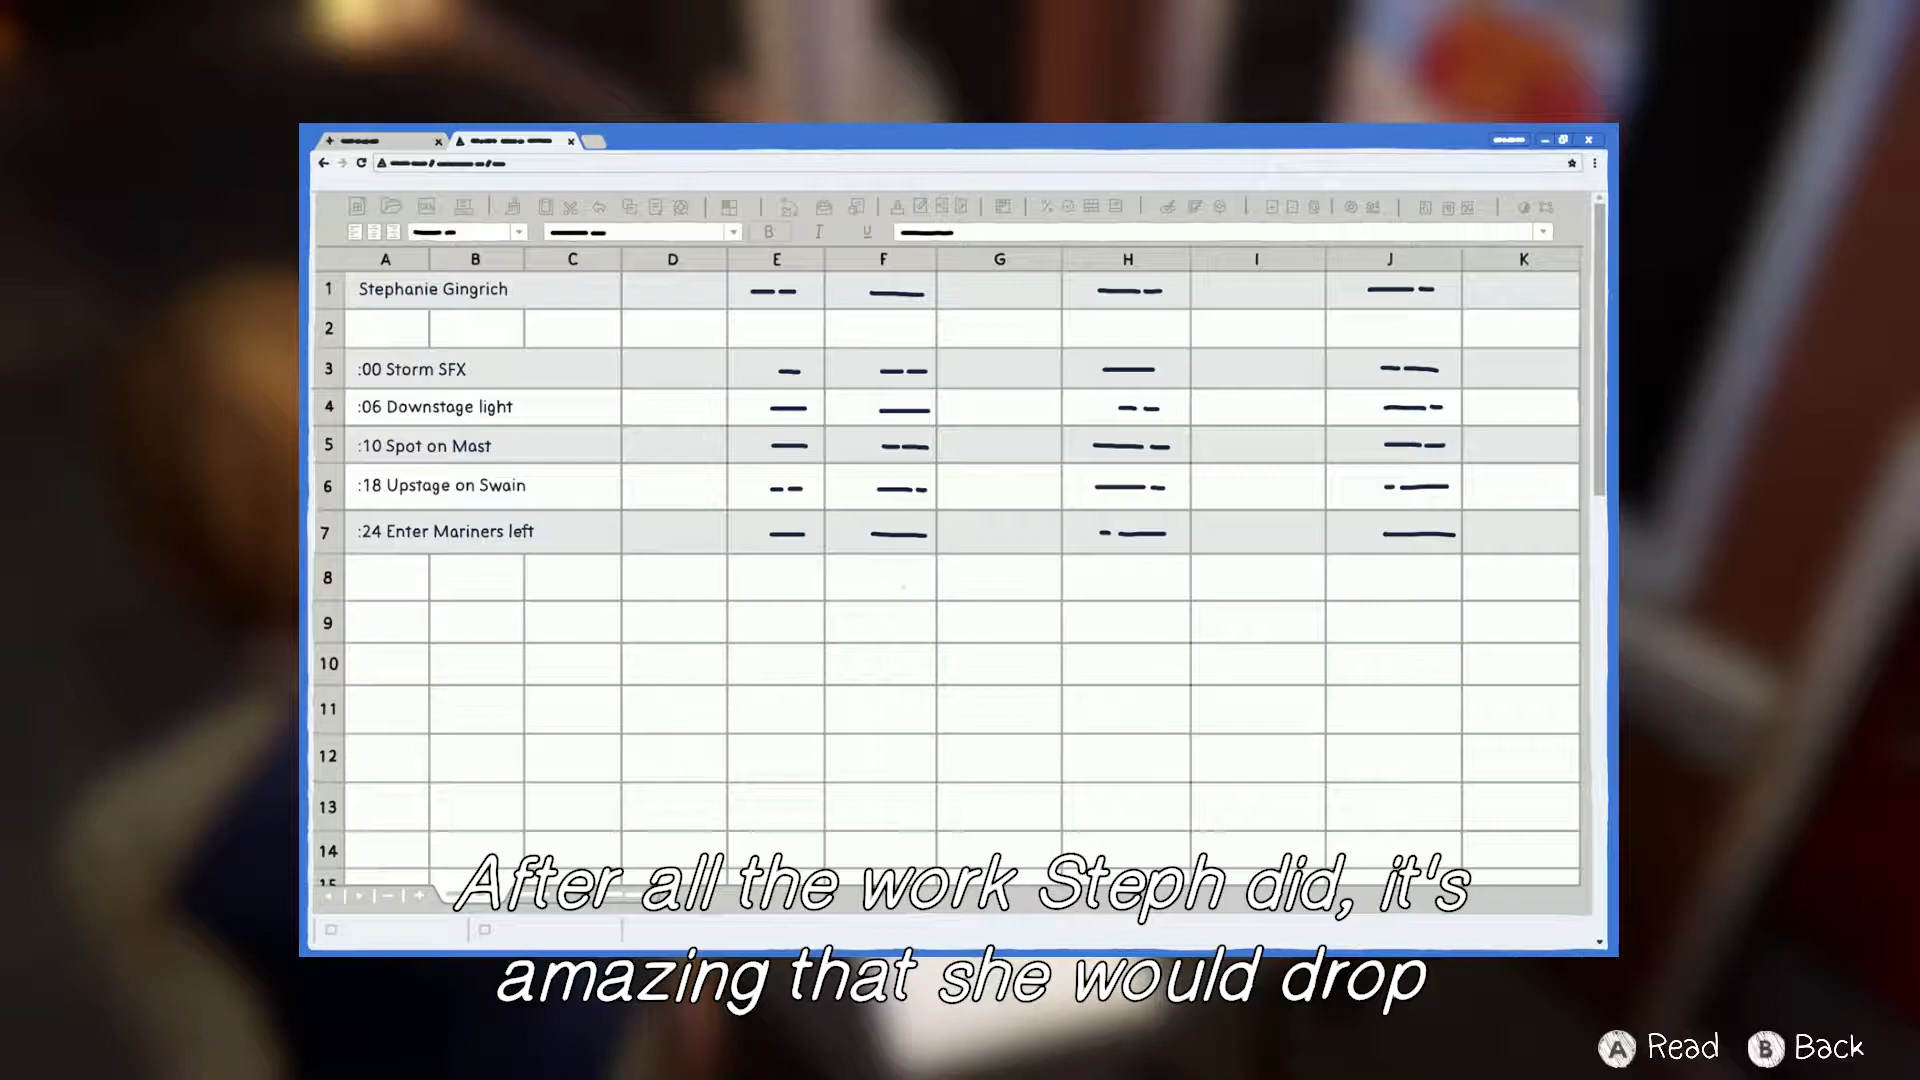 B I U
A B C D E F G H I J K
1 Stephanie Gingrich
2
3 :00 Storm SFX
4 :06 Downstage light
5 :10 Spot on Mast
6 :18 Upstage on Swain
7 :24 Enter Mariners left
8
9
10
11
12
13
14
15
After all the work Steph did, it's
amazing that she would drop
A Read B Back